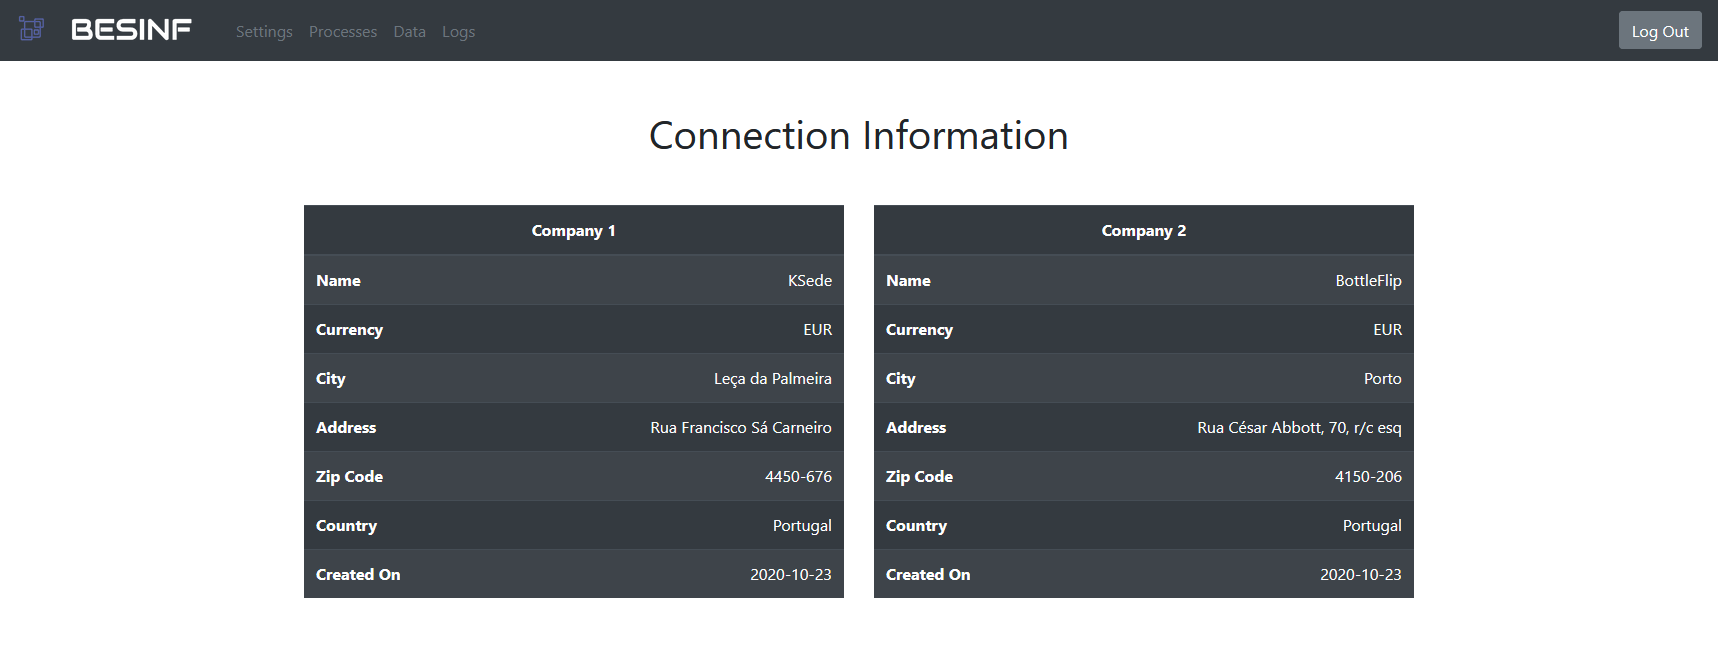 BESINF Settings Processes Data Logs Log Out
Connection Information
Company 1
Name KSede
Currency EUR
City Leça da Palmeira
Address Rua Francisco Sá Carneiro
Zip Code 4450-676
Country Portugal
Created On 2020-10-23
Company 2
Name BottleFlip
Currency EUR
City Porto
Address Rua César Abbott, 70, r/c esq
Zip Code 4150-206
Country Portugal
Created On 2020-10-23